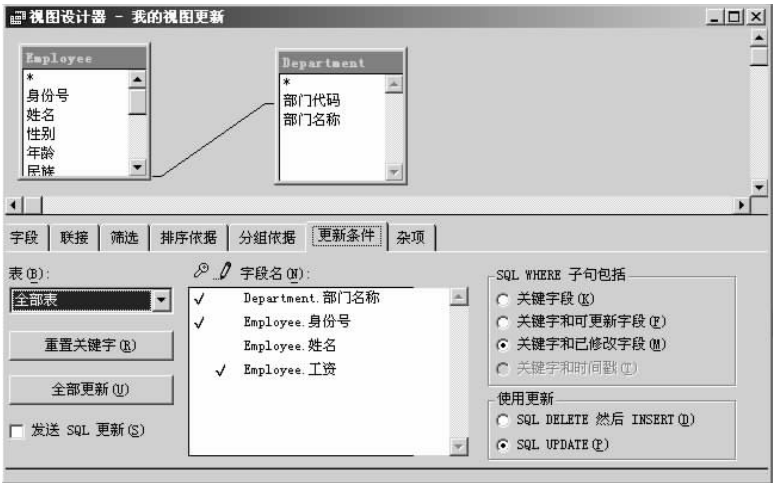 视图设计器 - 我的视图更新
Employee
*
身份号
姓名
性别
年龄
民族
Department
*
部门代码
部门名称
字段 联接 筛选 排序依据 分组依据 更新条件 杂项
表(B):
全部表
重置关键字(R)
全部更新(U)
发送 SQL 更新(S)
字段名(N):
Department.部门名称
Employee.身份号
Employee.姓名
Employee.工资
SQL WHERE 子句包括
关键字段(K)
关键字和可更新字段(F)
关键字和已修改字段(M)
关键字和时间戳(T)
使用更新
SQL DELETE 然后 INSERT(D)
SQL UPDATE(P)